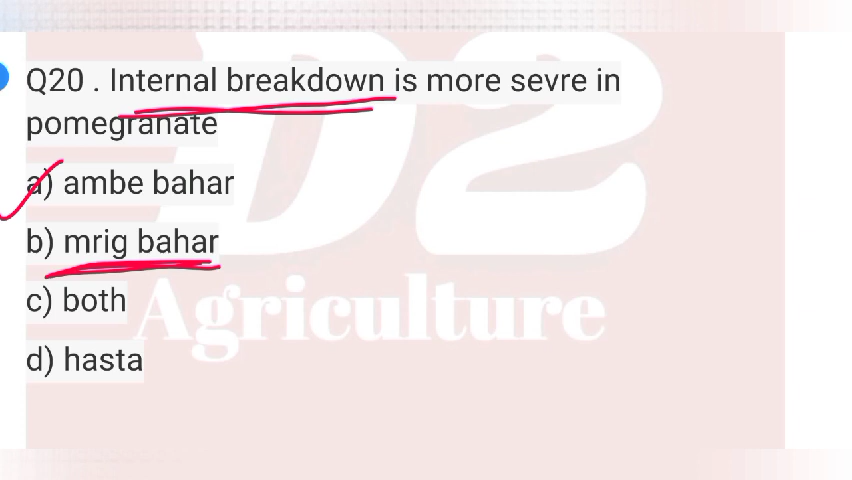 Q20 . Internal breakdown is more sevre in
pomegranate
a) ambe bahar
b) mrig bahar
c) both
d) hasta
D2
Agriculture